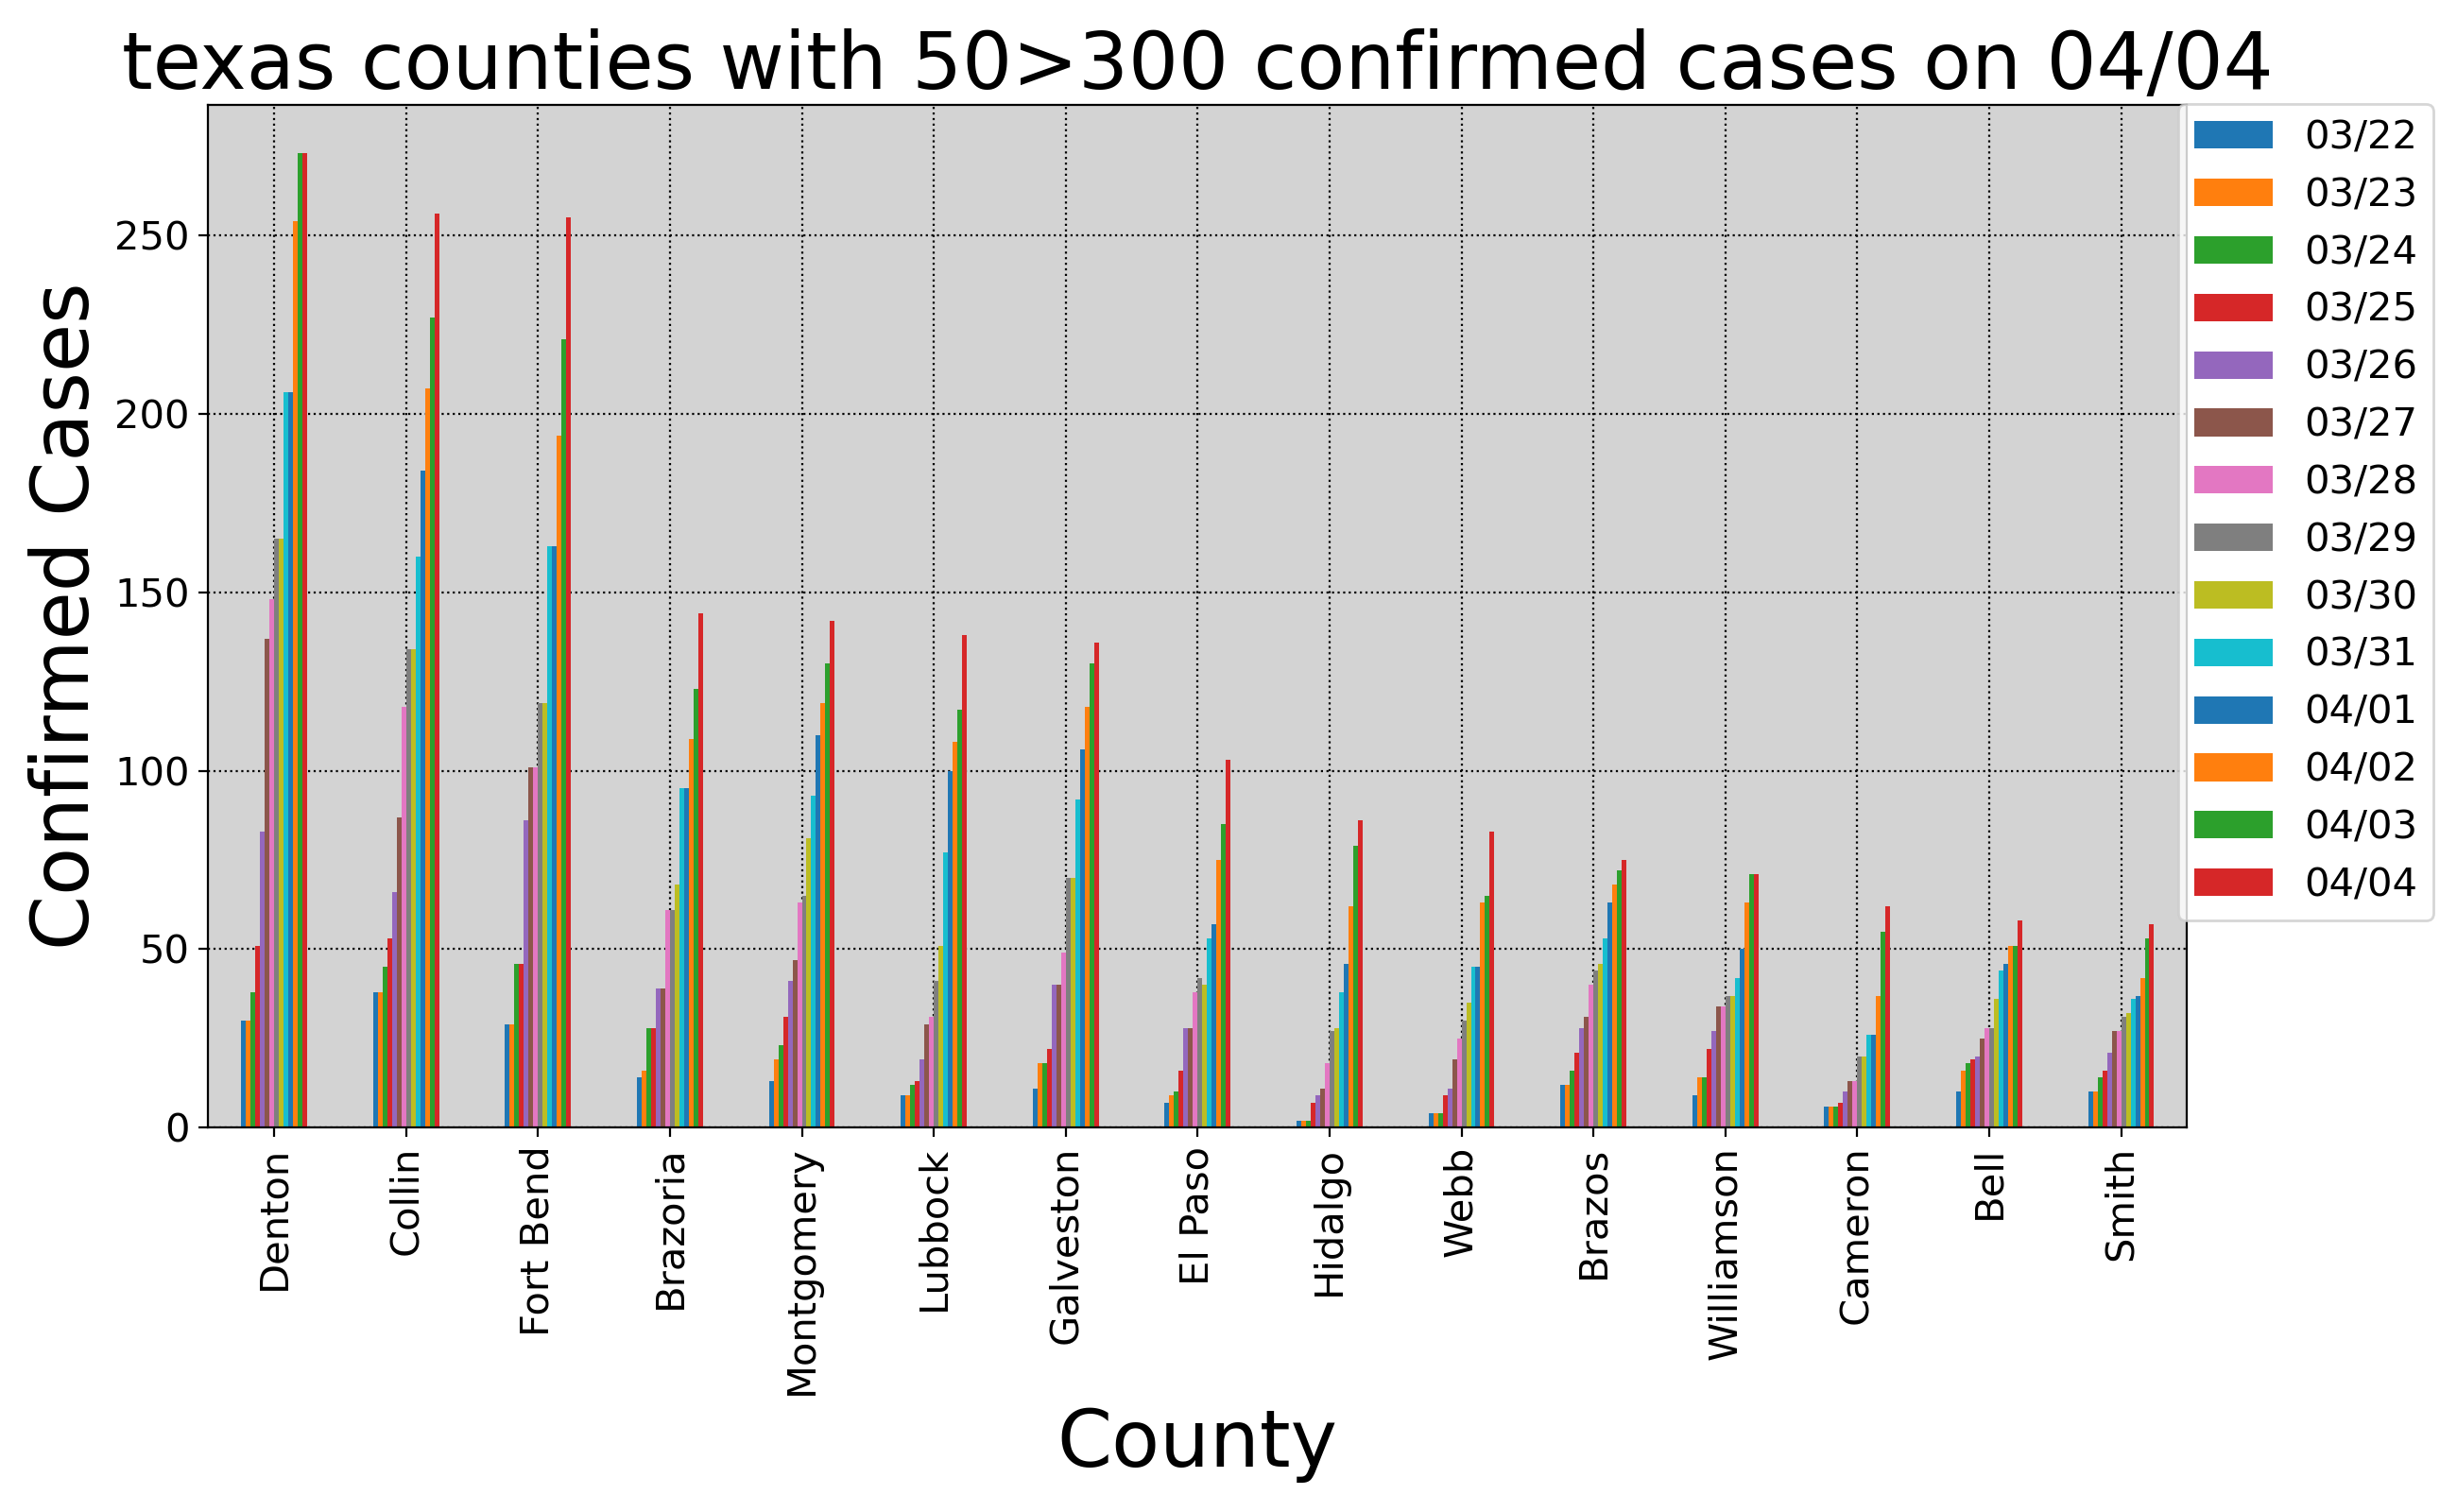 texas counties with 50>300 confirmed cases on 04/04
Confirmed Cases
250
200
150
100
50
0
03/22
03/23
03/24
03/25
03/26
03/27
03/28
03/29
03/30
03/31
04/01
04/02
04/03
04/04
Denton
Collin
Fort Bend
Brazoria
Montgomery
Lubbock
Galveston
El Paso
Hidalgo
Webb
Brazos
Williamson
Cameron
Bell
Smith
County